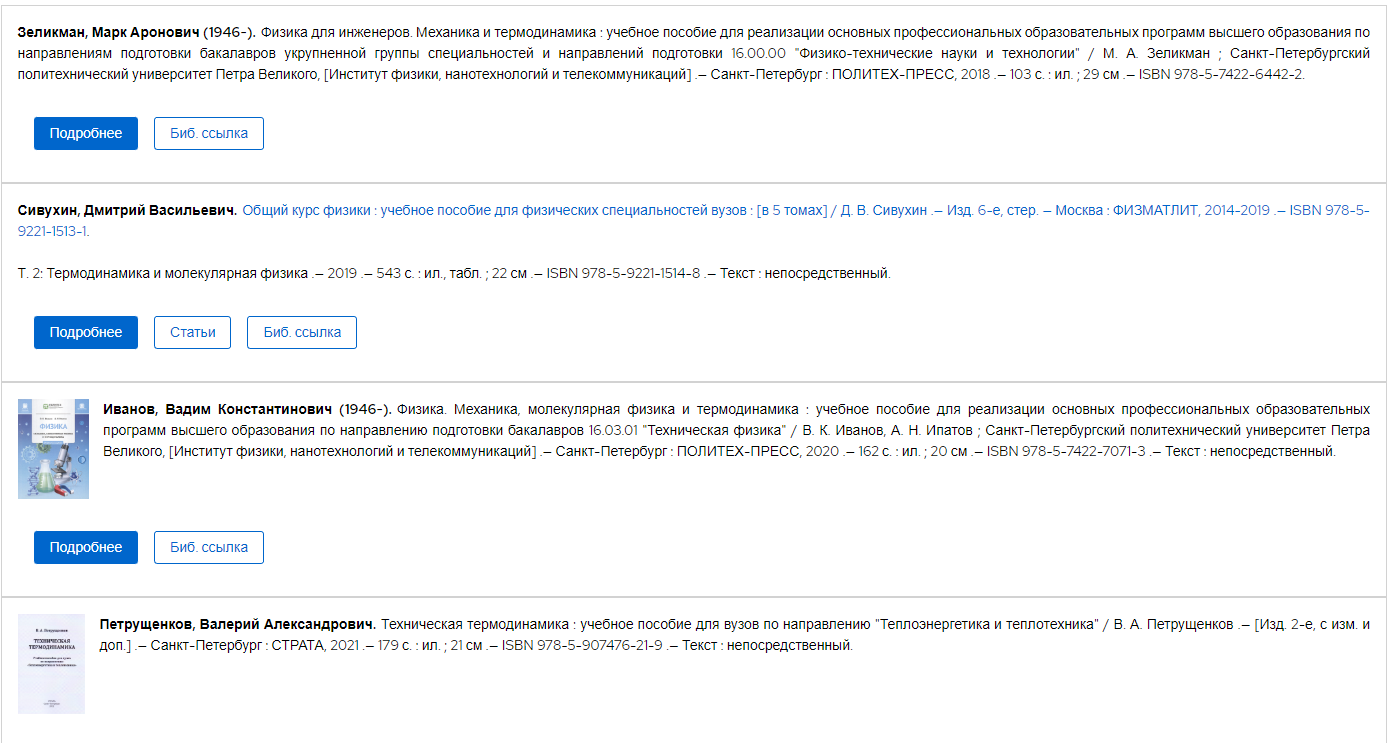 Зеликман, Марк Аронович (1946-). Физика для инженеров. Механика и термодинамика : учебное пособие для реализации основных профессиональных образовательных программ высшего образования по
направлениям подготовки бакалавров укрупненной группы специальностей и направлений подготовки 16.00.00 "Физико-технические науки и технологии" / М. А. Зеликман ; Санкт-Петербургский
политехнический университет Петра Великого, [Институт физики, нанотехнологий и телекоммуникаций] .— Санкт-Петербург : ПОЛИТЕХ-ПРЕСС, 2018 .— 103 с. : ил. ; 29 см .— ISBN 978-5-7422-6442-2.
Подробнее Биб. ссылка
Сивухин, Дмитрий Васильевич. Общий курс физики : учебное пособие для физических специальностей вузов : [в 5 томах] / Д. В. Сивухин .— Изд. 6-е, стер. — Москва : ФИЗМАТЛИТ, 2014-2019 .— ISBN 978-5-
9221-1513-1.
Т. 2: Термодинамика и молекулярная физика .— 2019 .— 543 с. : ил., табл. ; 22 см .— ISBN 978-5-9221-1514-8 .— Текст : непосредственный.
Подробнее Статьи Биб. ссылка
ФИЗИКА
Иванов, Вадим Константинович (1946-). Физика. Механика, молекулярная физика и термодинамика : учебное пособие для реализации основных профессиональных образовательных
программ высшего образования по направлению подготовки бакалавров 16.03.01 "Техническая физика" / В. К. Иванов, А. Н. Ипатов ; Санкт-Петербургский политехнический университет Петра
Великого, [Институт физики, нанотехнологий и телекоммуникаций] .— Санкт-Петербург : ПОЛИТЕХ-ПРЕСС, 2020 .— 162 с. : ил. ; 20 см .— ISBN 978-5-7422-7071-3 .— Текст : непосредственный.
Подробнее Биб. ссылка
В. А. Петрущенков
ТЕХНИЧЕСКАЯ
ТЕРМОДИНАМИКА
Петрущенков, Валерий Александрович. Техническая термодинамика : учебное пособие для вузов по направлению "Теплоэнергетика и теплотехника" / В. А. Петрущенков .— [Изд. 2-е, с изм. и
доп.] .— Санкт-Петербург : СТРАТА, 2021 .— 179 с. : ил. ; 21 см .— ISBN 978-5-907476-21-9 .— Текст : непосредственный.